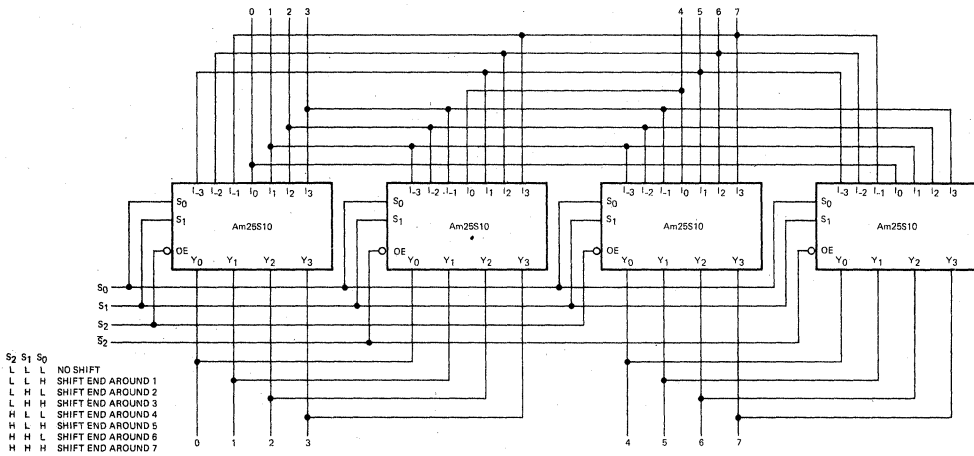 0 1 2 3 4 5 6 7
I-3 I-2 I-1 I0 I1 I2 I3 I-3 I-2 I-1 I0 I1 I2 I3 I-3 I-2 I-1 I0 I1 I2 I3 I-3 I-2 I-1 I0 I1 I2 I3
S0 S0 S0 S0
S1 Am25S10 S1 Am25S10 S1 Am25S10 S1 Am25S10
OE OE OE OE
Y0 Y1 Y2 Y3 Y0 Y1 Y2 Y3 Y0 Y1 Y2 Y3 Y0 Y1 Y2 Y3
S0
S1
S2
S̅2
S2 S1 S0
L L L NO SHIFT
L L H SHIFT END AROUND 1
L H L SHIFT END AROUND 2
L H H SHIFT END AROUND 3
H L L SHIFT END AROUND 4
H L H SHIFT END AROUND 5
H H L SHIFT END AROUND 6
H H H SHIFT END AROUND 7
0 1 2 3 4 5 6 7